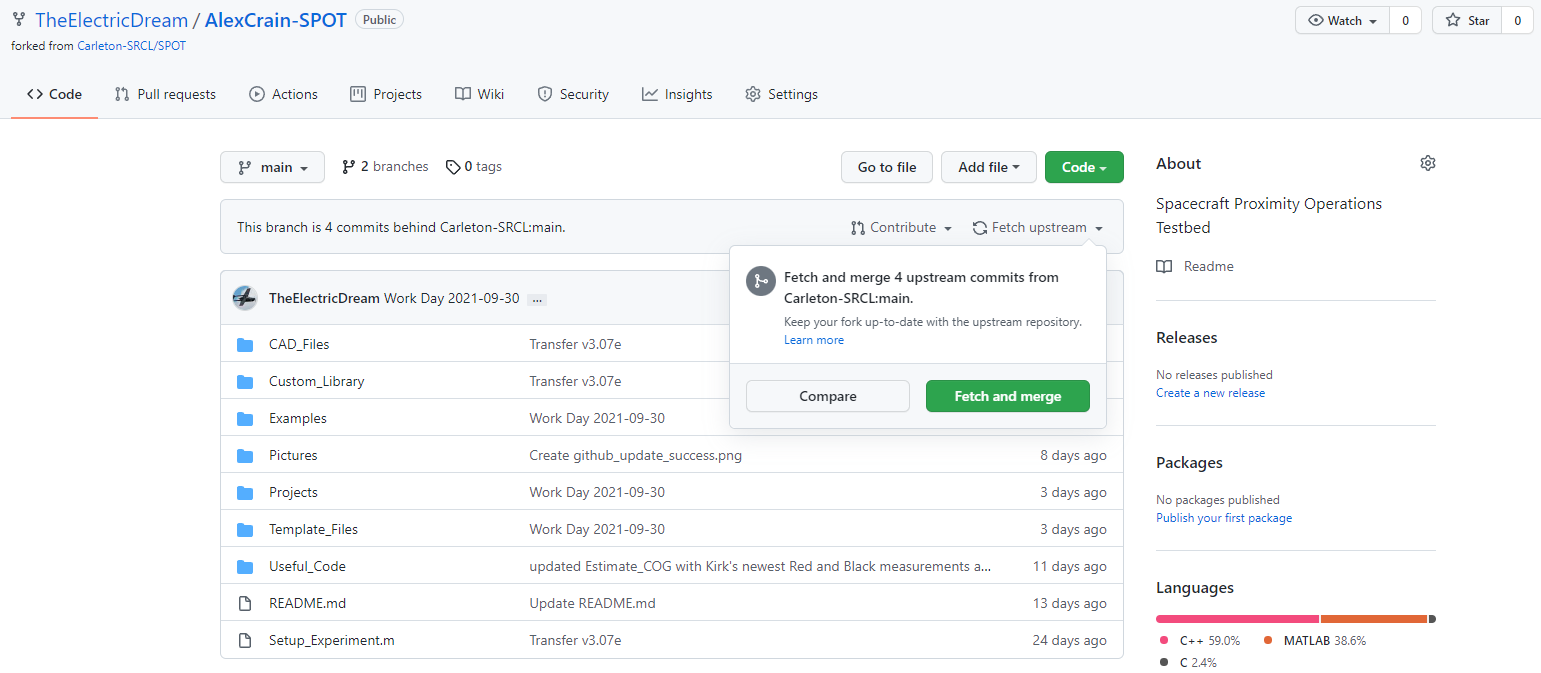 TheElectricDream / AlexCrain-SPOT Public
Watch 0 Star 0
forked from Carleton-SRCL/SPOT
Code Pull requests Actions Projects Wiki Security Insights Settings
main 2 branches 0 tags Go to file Add file Code
This branch is 4 commits behind Carleton-SRCL:main. Contribute Fetch upstream
Fetch and merge 4 upstream commits from
Carleton-SRCL:main.
Keep your fork up-to-date with the upstream repository.
Learn more
Compare Fetch and merge
TheElectricDream Work Day 2021-09-30 ...
CAD_Files Transfer v3.07e
Custom_Library Transfer v3.07e
Examples Work Day 2021-09-30
Pictures Create github_update_success.png 8 days ago
Projects Work Day 2021-09-30 3 days ago
Template_Files Work Day 2021-09-30 3 days ago
Useful_Code updated Estimate_COG with Kirk's newest Red and Black measurements a... 11 days ago
README.md Update README.md 13 days ago
Setup_Experiment.m Transfer v3.07e 24 days ago
About
Spacecraft Proximity Operations
Testbed
Readme
Releases
No releases published
Create a new release
Packages
No packages published
Publish your first package
Languages
C++ 59.0% MATLAB 38.6%
C 2.4%